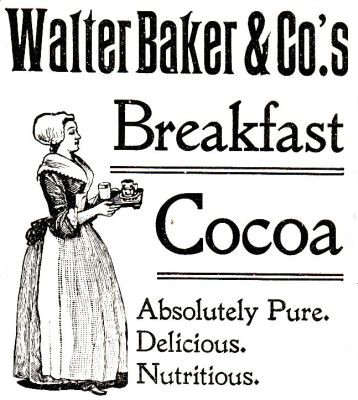 Walter Baker & Co.'s
Breakfast
Cocoa
Absolutely Pure.
Delicious.
Nutritious.